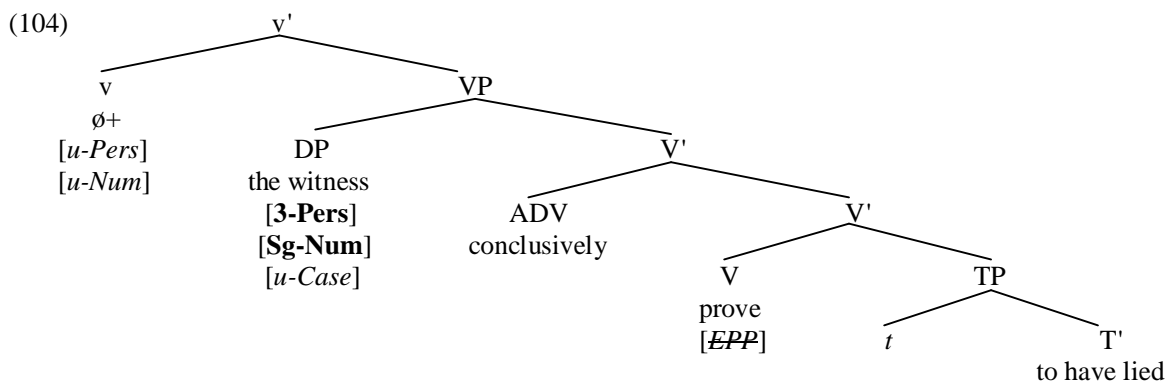 (104) v'
v VP
ø+
[u-Pers] DP V'
[u-Num] the witness
[3-Pers] ADV V'
[Sg-Num] conclusively
[u-Case] V TP
prove
[EPP] t T'
to have lied